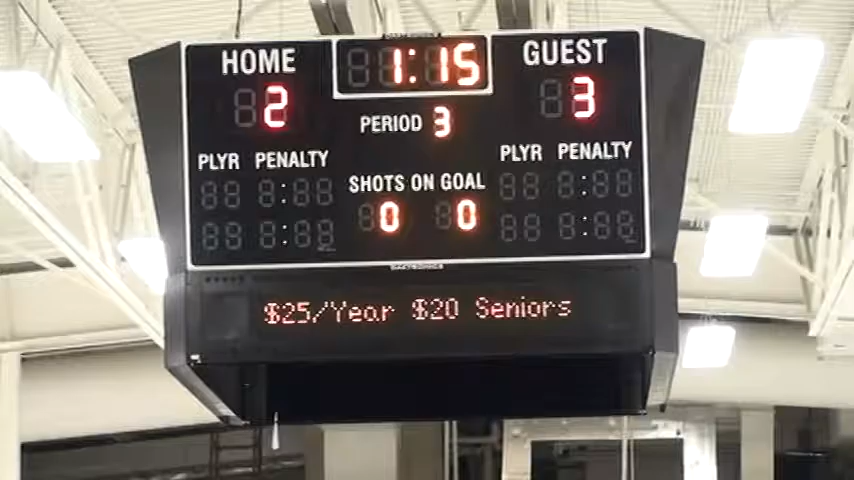 HOME 1:15 GUEST
2 3
PERIOD 3
PLYR PENALTY PLYR PENALTY
SHOTS ON GOAL
0 0
DAKTRONICS
$25/Year $20 Seniors